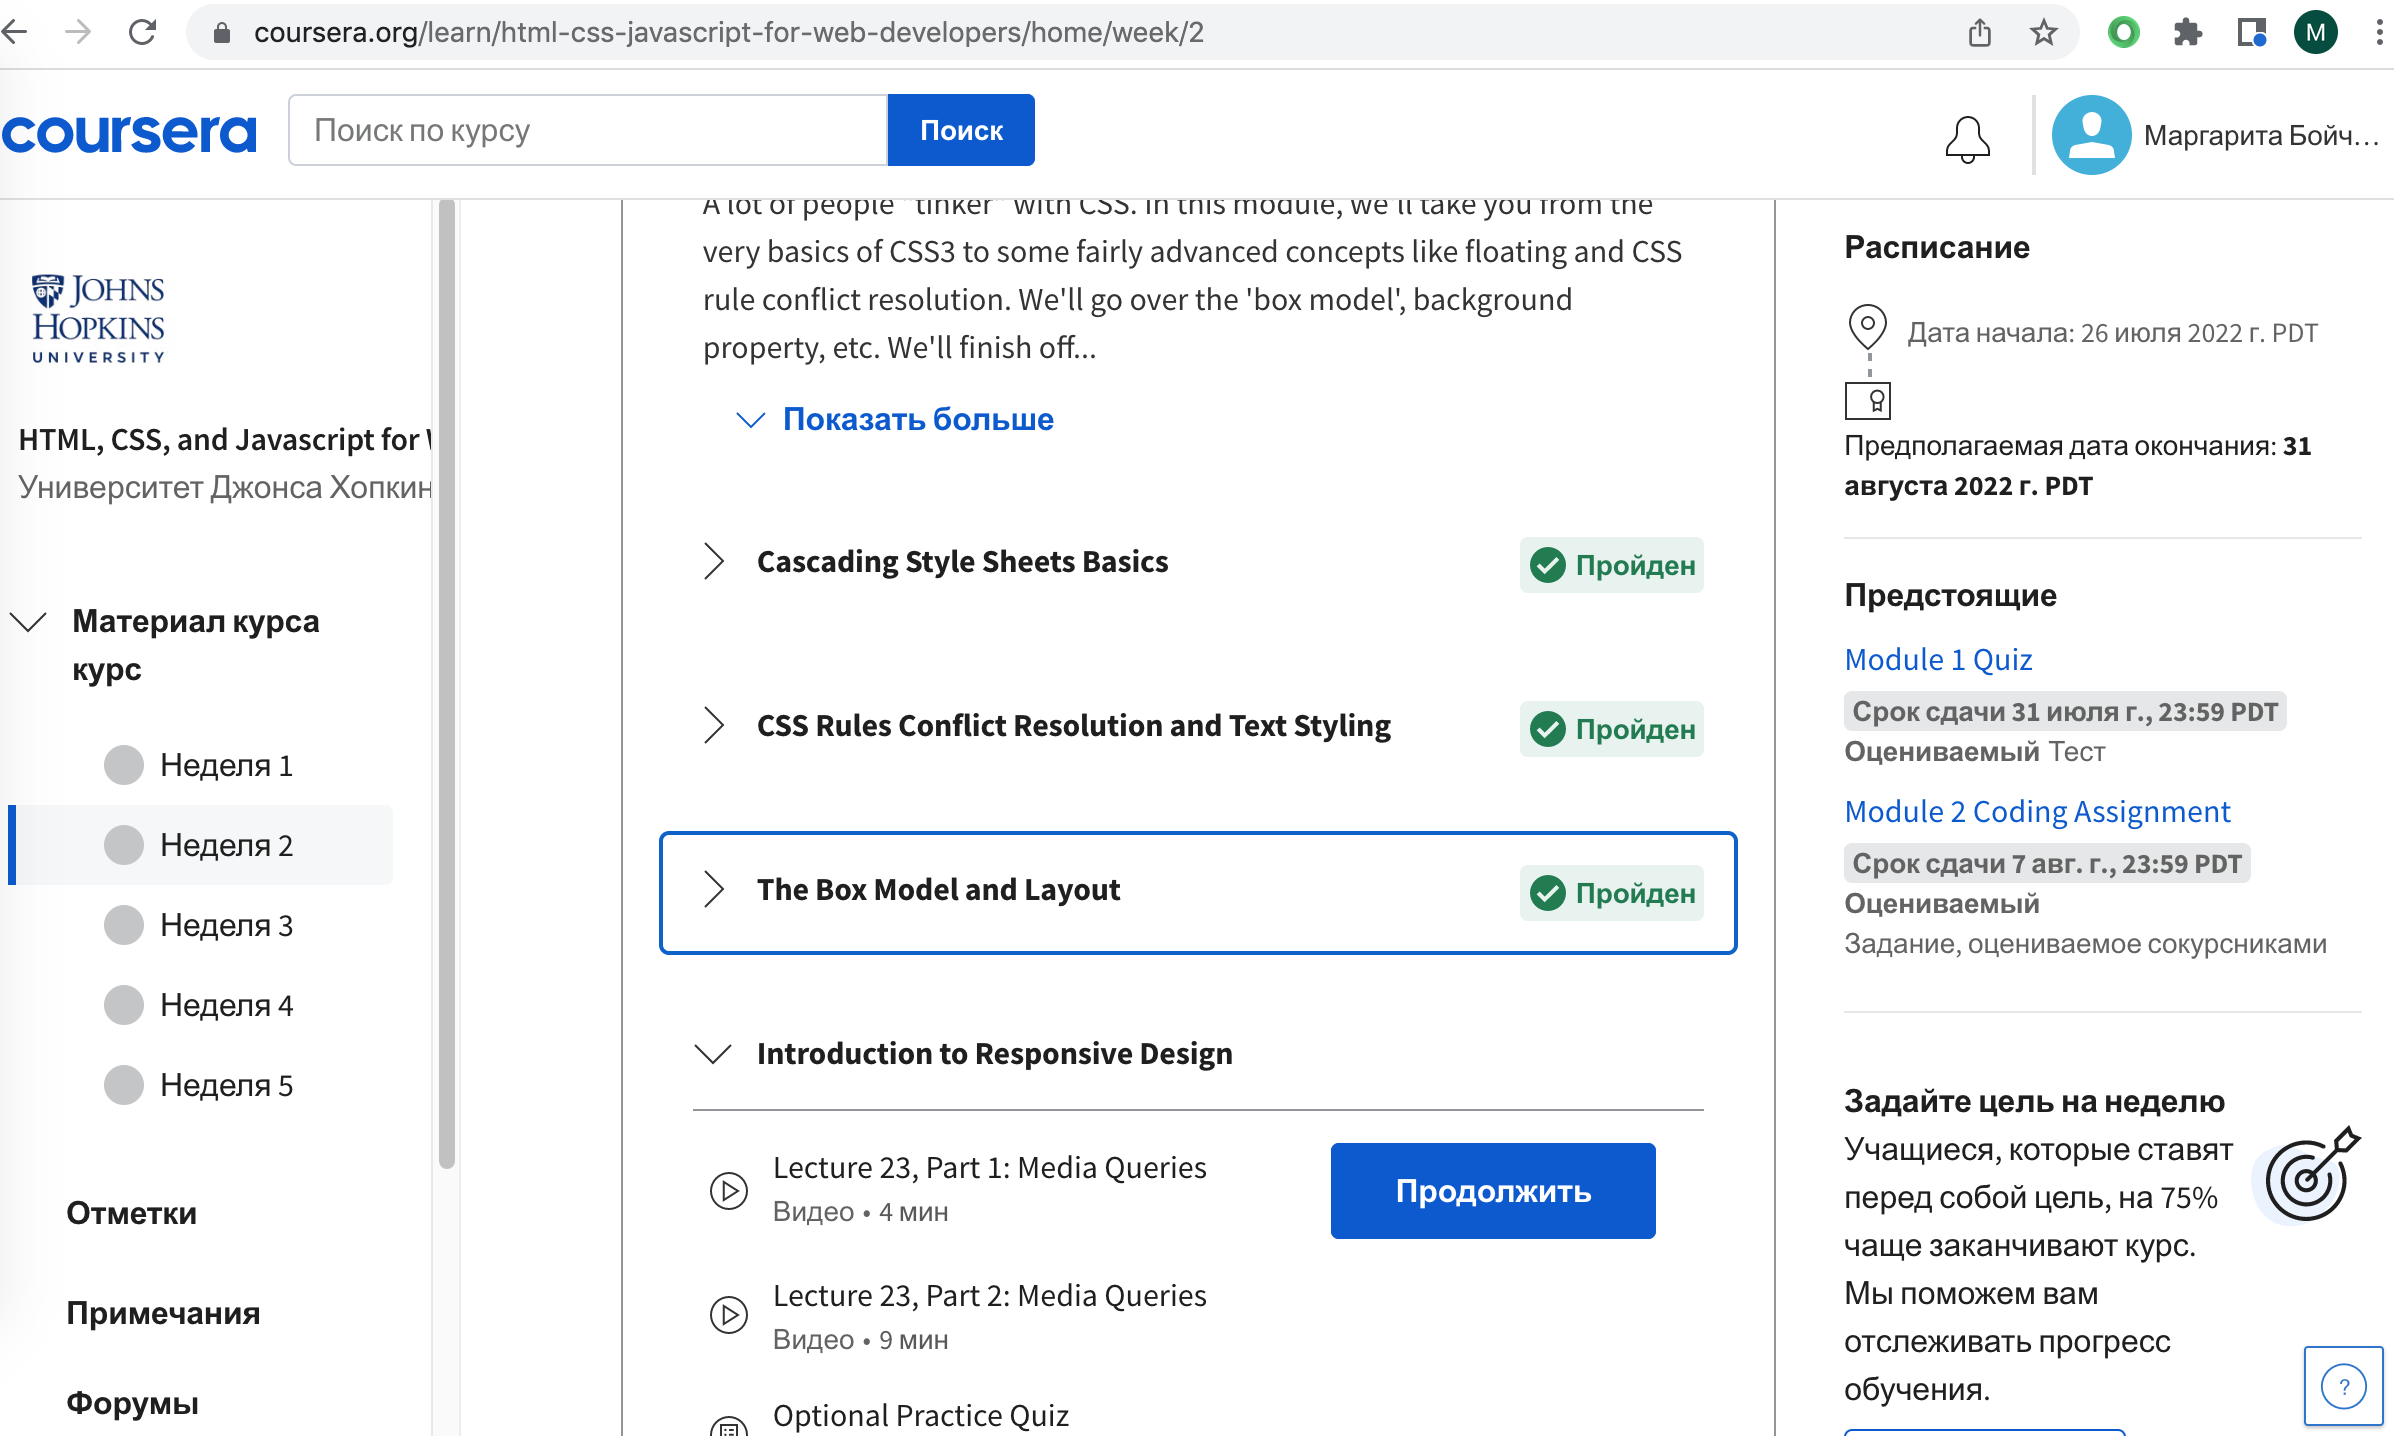 coursera.org/learn/html-css-javascript-for-web-developers/home/week/2
M
coursera
Поиск по курсу
Поиск
Маргарита Бойч...
JOHNS
HOPKINS
UNIVERSITY
HTML, CSS, and Javascript for
Университет Джонса Хопкин
Материал курса
курс
Неделя 1
Неделя 2
Неделя 3
Неделя 4
Неделя 5
Отметки
Примечания
Форумы
A lot of people "tinker" with CSS. In this module, we'll take you from the
very basics of CSS3 to some fairly advanced concepts like floating and CSS
rule conflict resolution. We'll go over the 'box model', background
property, etc. We'll finish off...
Показать больше
Cascading Style Sheets Basics
Пройден
CSS Rules Conflict Resolution and Text Styling
Пройден
The Box Model and Layout
Пройден
Introduction to Responsive Design
Lecture 23, Part 1: Media Queries
Видео • 4 мин
Продолжить
Lecture 23, Part 2: Media Queries
Видео • 9 мин
Optional Practice Quiz
Расписание
Дата начала: 26 июля 2022 г. PDT
Предполагаемая дата окончания: 31
августа 2022 г. PDT
Предстоящие
Module 1 Quiz
Срок сдачи 31 июля г., 23:59 PDT
Оцениваемый Тест
Module 2 Coding Assignment
Срок сдачи 7 авг. г., 23:59 PDT
Оцениваемый
Задание, оцениваемое сокурсниками
Задайте цель на неделю
Учащиеся, которые ставят
перед собой цель, на 75%
чаще заканчивают курс.
Мы поможем вам
отслеживать прогресс
обучения.
?